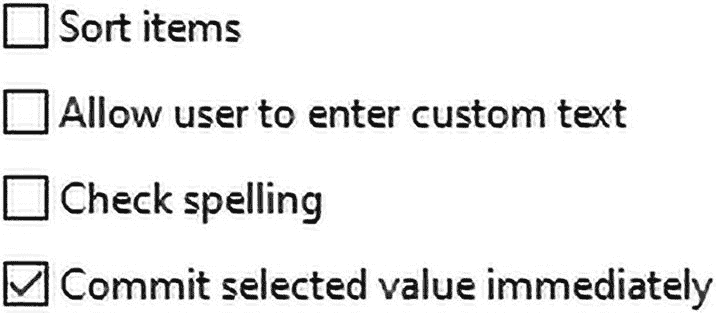 Sort items
Allow user to enter custom text
Check spelling
Commit selected value immediately